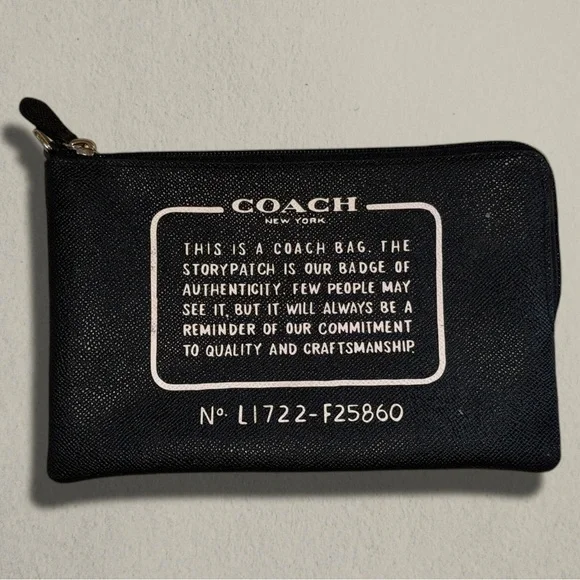 COACH
NEW YORK
THIS IS A COACH BAG. THE
STORYPATCH IS OUR BADGE OF
AUTHENTICITY. FEW PEOPLE MAY
SEE IT, BUT IT WILL ALWAYS BE A
REMINDER OF OUR COMMITMENT
TO QUALITY AND CRAFTSMANSHIP.
Nº. L1722-F25860